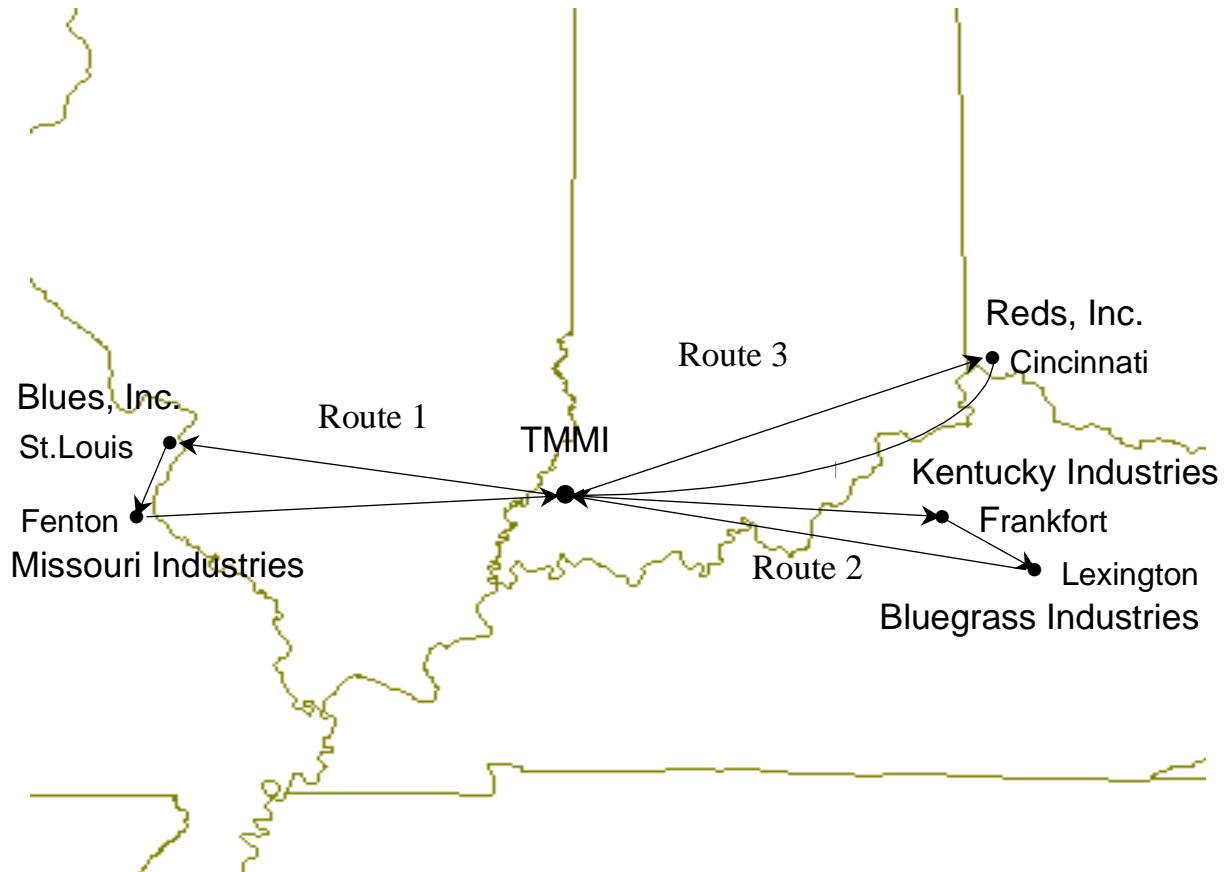 Reds, Inc.
Route 3
Cincinnati
Blues, Inc.
Route 1
TMMI
St.Louis
Kentucky Industries
Fenton
Frankfort
Missouri Industries
Route 2
Lexington
Bluegrass Industries